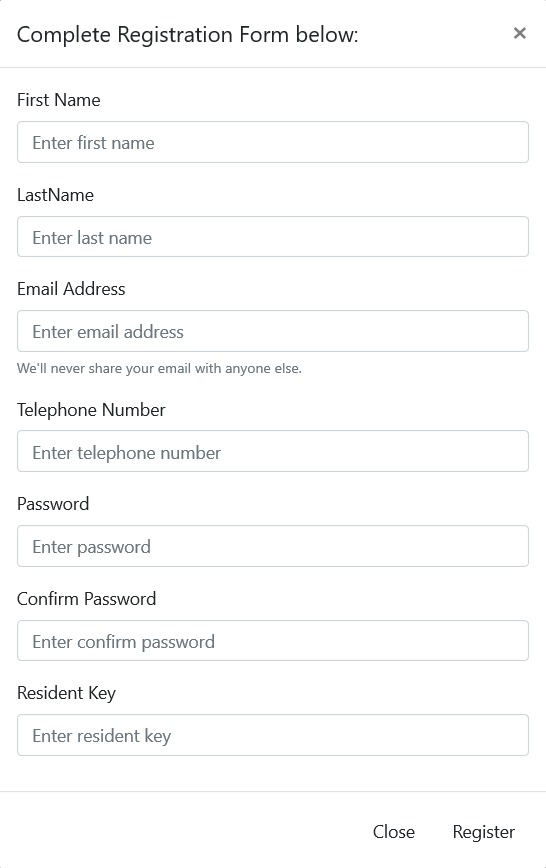 Complete Registration Form below: ×
First Name
Enter first name
LastName
Enter last name
Email Address
Enter email address
We'll never share your email with anyone else.
Telephone Number
Enter telephone number
Password
Enter password
Confirm Password
Enter confirm password
Resident Key
Enter resident key
Close Register